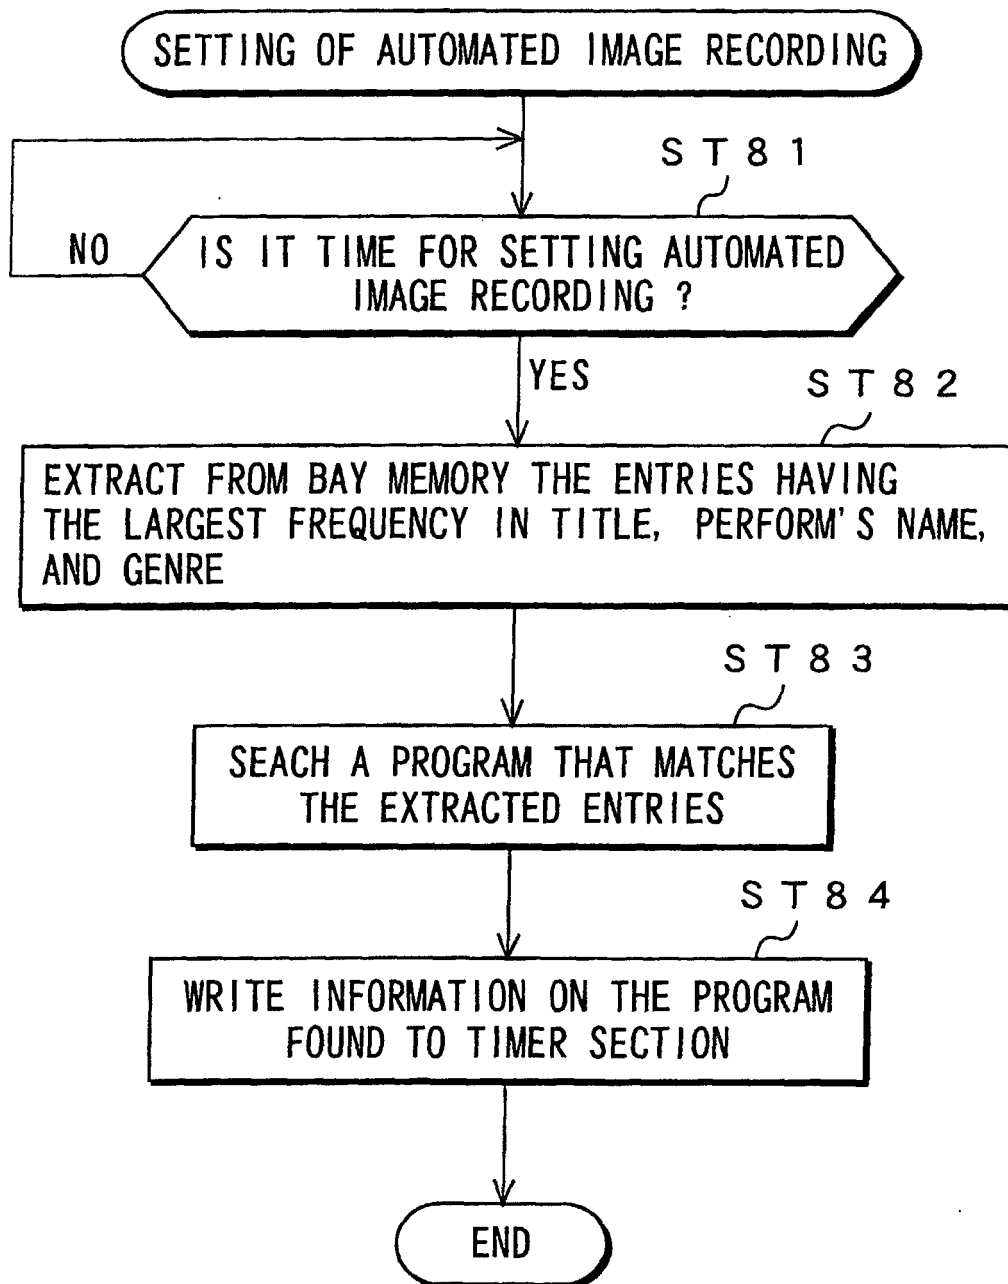 SETTING OF AUTOMATED IMAGE RECORDING
ST81
NO
IS IT TIME FOR SETTING AUTOMATED
IMAGE RECORDING ?
YES
ST82
EXTRACT FROM BAY MEMORY THE ENTRIES HAVING
THE LARGEST FREQUENCY IN TITLE, PERFORM'S NAME,
AND GENRE
ST83
SEACH A PROGRAM THAT MATCHES
THE EXTRACTED ENTRIES
ST84
WRITE INFORMATION ON THE PROGRAM
FOUND TO TIMER SECTION
END